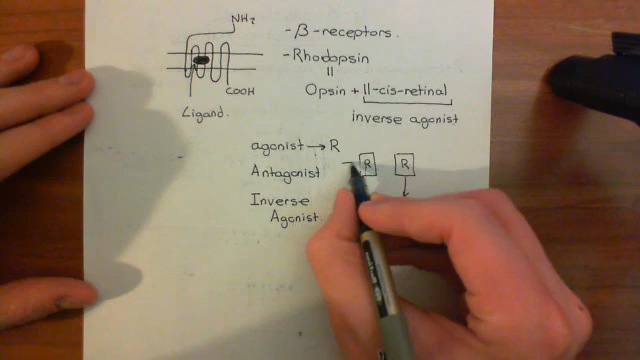 NH₂
- β-receptors.
- Rhodopsin
=
Opsin + 11-cis-retinal
COOH
Ligand.
inverse agonist
agonist → R
Antagonist R R
Inverse
Agonist.